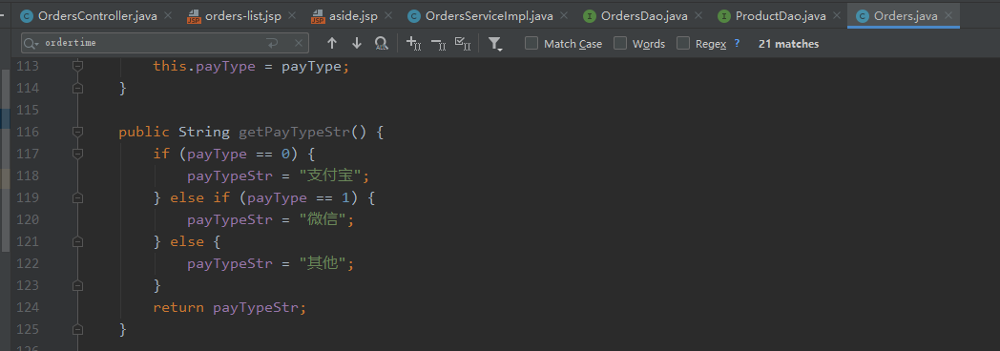 OrdersController.java orders-list.jsp aside.jsp OrdersServiceImpl.java OrdersDao.java ProductDao.java Orders.java
ordertime Match Case Words Regex ? 21 matches
113 this.payType = payType;
114 }
115
116 public String getPayTypeStr() {
117 if (payType == 0) {
118 payTypeStr = "支付宝";
119 } else if (payType == 1) {
120 payTypeStr = "微信";
121 } else {
122 payTypeStr = "其他";
123 }
124 return payTypeStr;
125 }